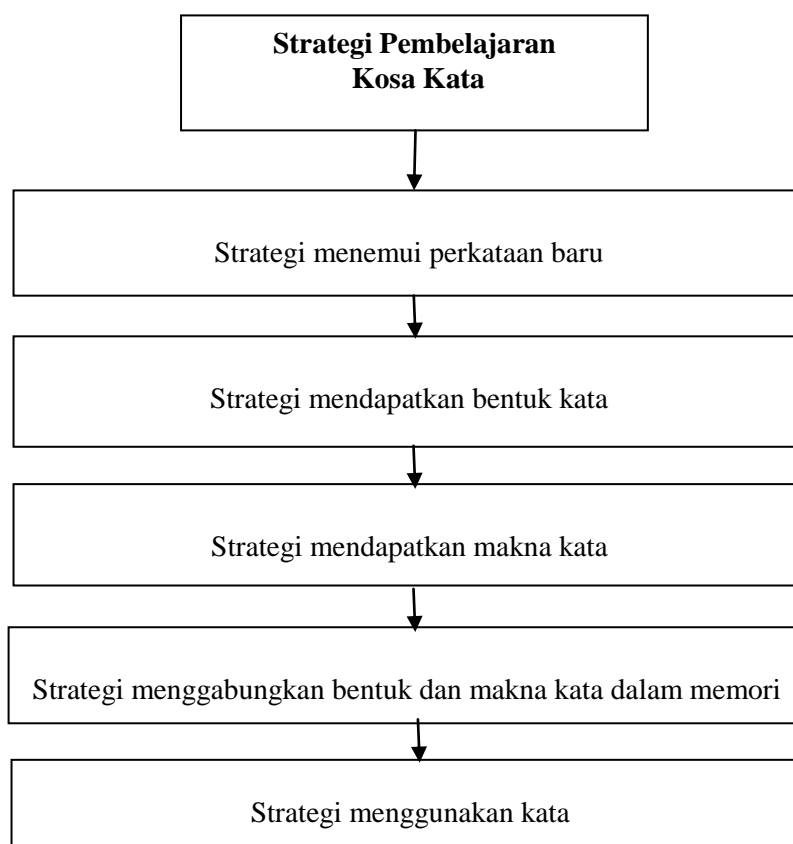 Strategi Pembelajaran
Kosa Kata
Strategi menemui perkataan baru
Strategi mendapatkan bentuk kata
Strategi mendapatkan makna kata
Strategi menggabungkan bentuk dan makna kata dalam memori
Strategi menggunakan kata